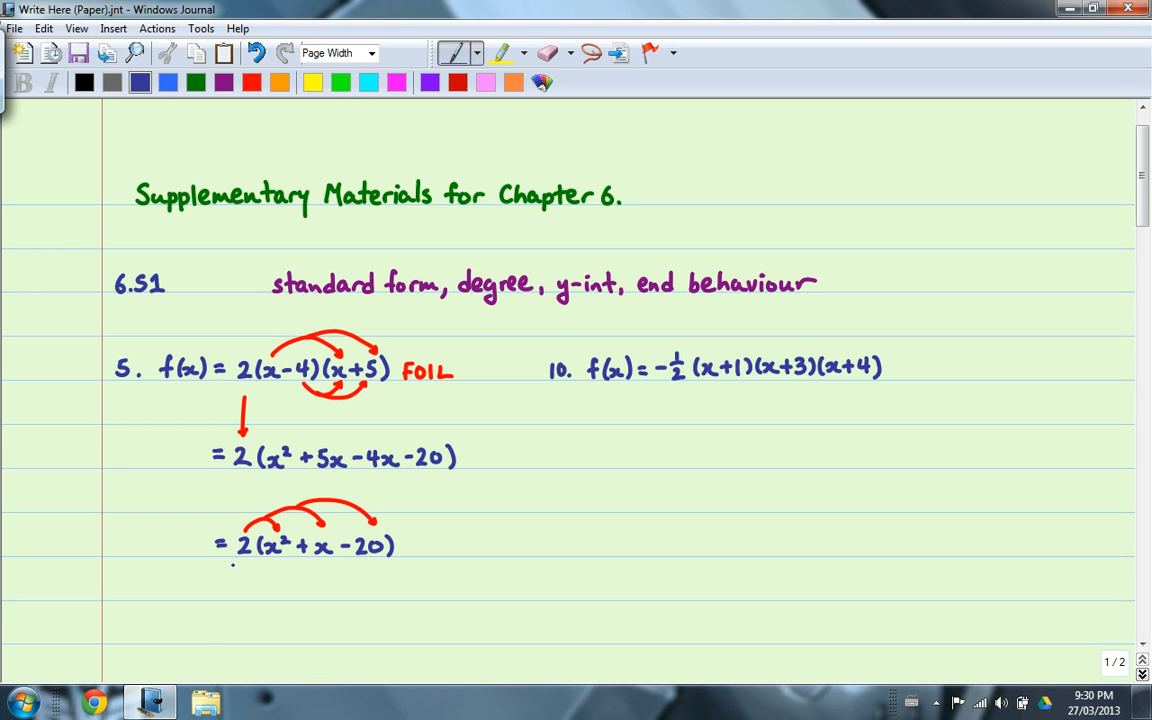 Write Here (Paper).jnt - Windows Journal
File Edit View Insert Actions Tools Help
Page Width
B I
Supplementary Materials for Chapter 6.
6.S1 standard form, degree, y-int, end behaviour
5. f(x) = 2(x-4)(x+5) FOIL 10. f(x) = -1/2 (x+1)(x+3)(x+4)
= 2(x² + 5x - 4x - 20)
= 2(x² + x - 20)
1 / 2
9:30 PM
27/03/2013